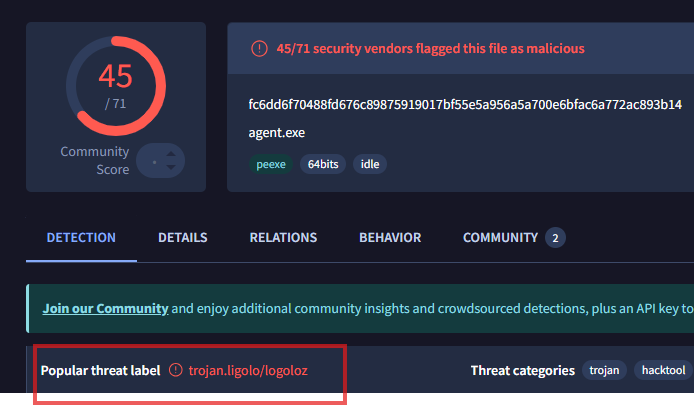 45
/ 71
Community
Score
45/71 security vendors flagged this file as malicious
fc6dd6f70488fd676c89875919017bf55e5a956a5a700e6bfac6a772ac893b14
agent.exe
peexe 64bits idle
DETECTION DETAILS RELATIONS BEHAVIOR COMMUNITY 2
Join our Community and enjoy additional community insights and crowdsourced detections, plus an API key to
Popular threat label trojan.ligolo/logoloz Threat categories trojan hacktool